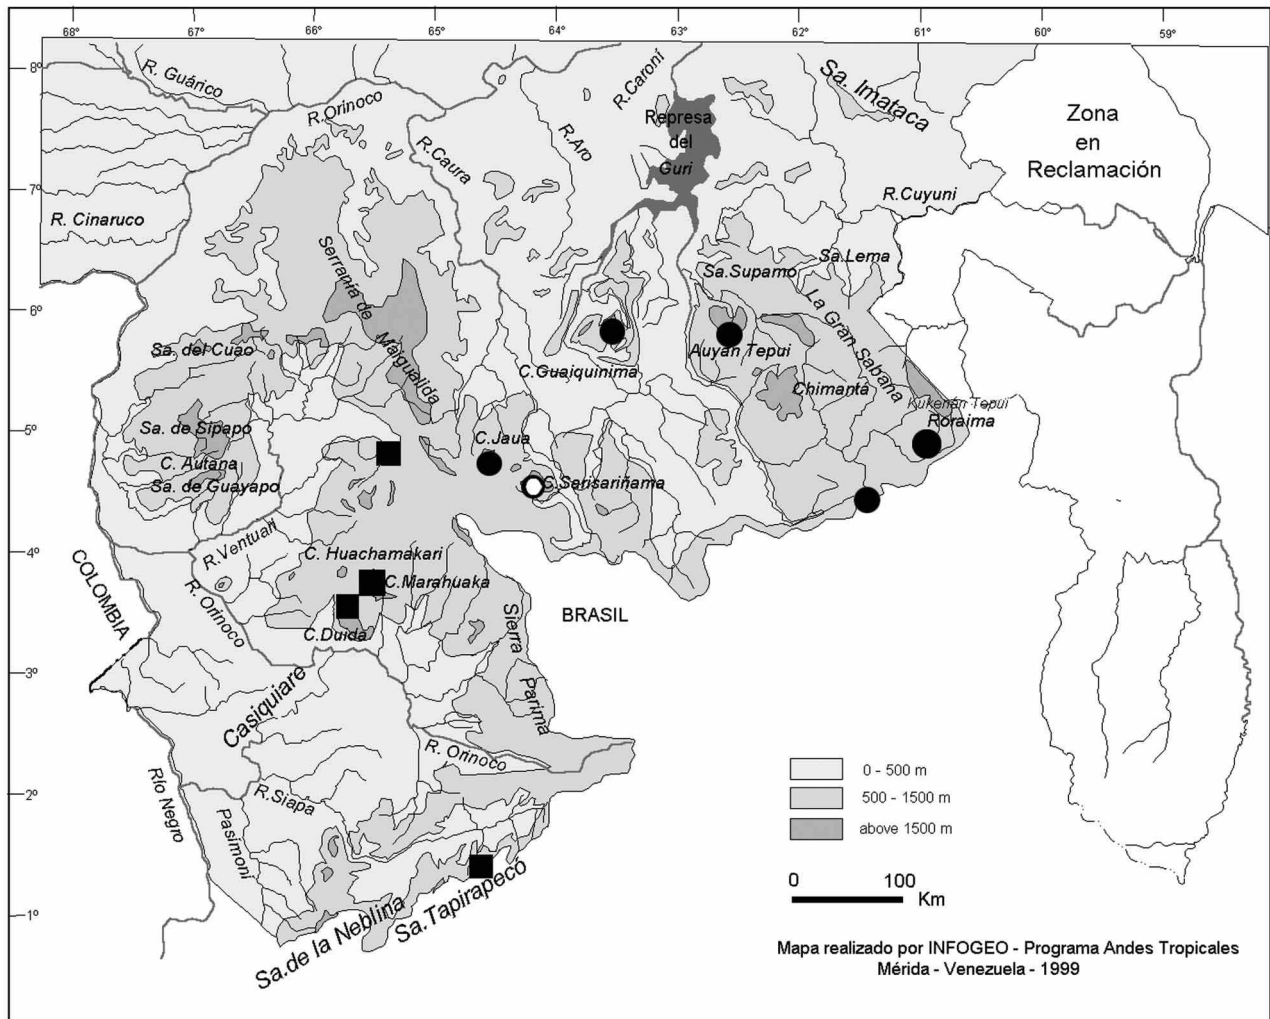 68° 67° 66° 65° 64° 63° 62° 61° 60° 59°
8°
7°
6°
5°
4°
3°
2°
1°
R. Guárico
R.Orinoco
R.Caura
R.Aro
R.Caroní
Represa
del
Guri
Sa. Imataca
Zona
en
Reclamación
R.Cuyuni
R. Cinaruco
Serranía de
Maigualida
Sa.Supamo
Sa.Lema
La Gran Sabana
Sa. del Cuao
C.Guaiquinima
Auyán Tepui
Chimantá
Kukenán Tepui
Roraima
Sa. de Sipapo
C. Autana
Sa. de Guayapo
C.Jaua
C.Sarisariñama
R.Ventuari
C. Huachamakari
C.Marahuaka
C.Duida
COLOMBIA
R. Orinoco
BRASIL
Sierra
Parima
Casiquiare
R. Orinoco
R.Siapa
Río Negro
Pasimoni
Sa.de la Neblina
Sa.Tapirapecó
0 - 500 m
500 - 1500 m
above 1500 m
0 100
Km
Mapa realizado por INFOGEO - Programa Andes Tropicales
Mérida - Venezuela - 1999